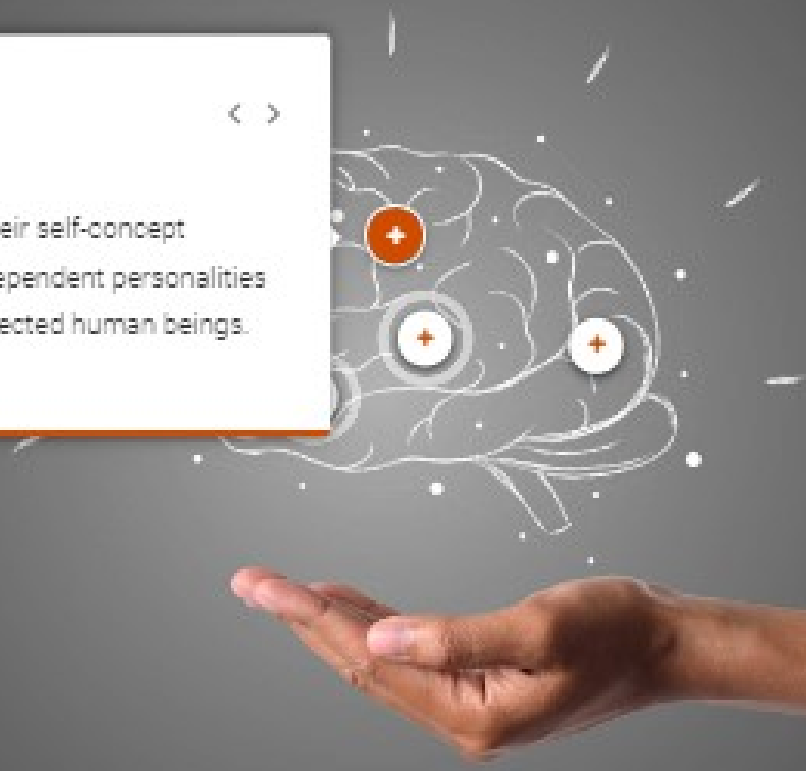 eir self-concept
ependent personalities
ected human beings.